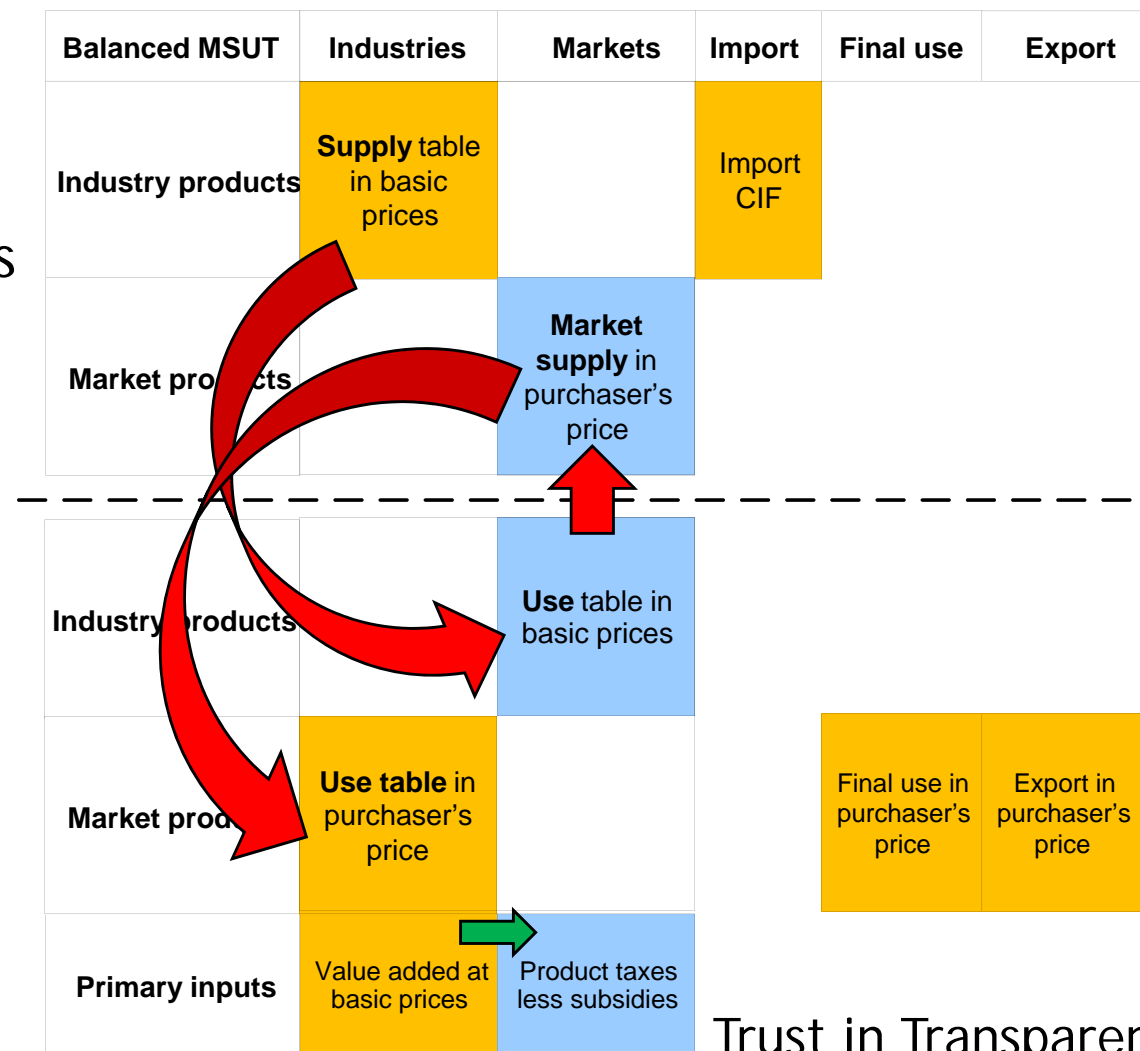 Balanced MSUT
Industries
Markets
Import
Final use
Export
Industry products
Supply table
in basic
prices
Import
CIF
s
Market products
Market
supply in
purchaser’s
price
Industry products
Use table in
basic prices
Market prod
Use table in
purchaser’s
price
Final use in
purchaser’s
price
Export in
purchaser’s
price
Primary inputs
Value added at
basic prices
Product taxes
less subsidies
Trust in Transparen